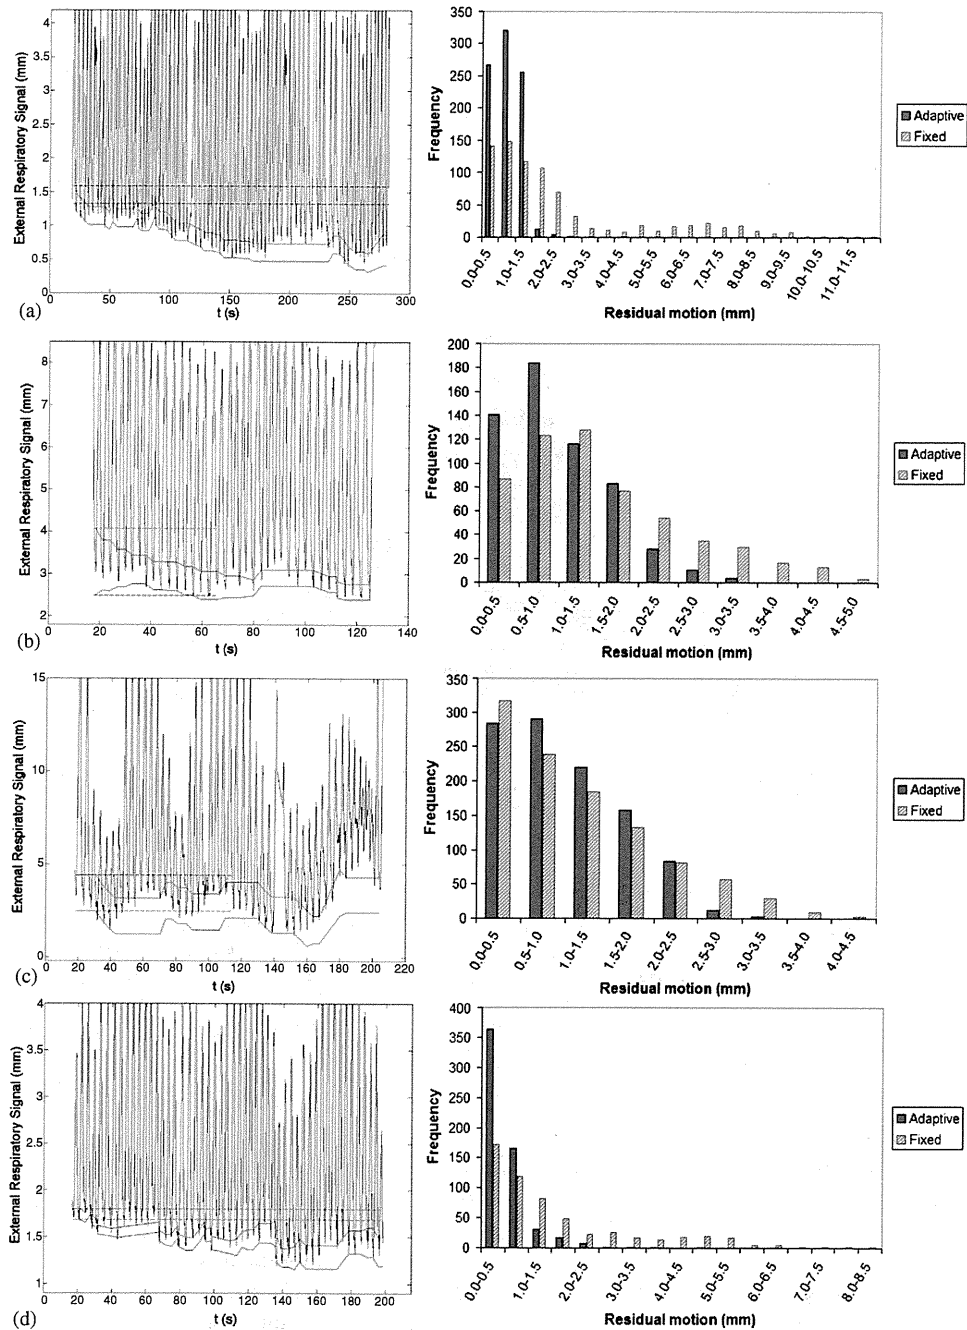 External Respiratory Signal (mm)
4
3.5
3
2.5
2
1.5
1
0.5
0
0 50 100 150 200 250 300
t (s)
(a)
Frequency
350
300
250
200
150
100
50
0
0.0-0.5 1.0-1.5 2.0-2.5 3.0-3.5 4.0-4.5 5.0-5.5 6.0-6.5 7.0-7.5 8.0-8.5 9.0-9.5 10.0-10.5 11.0-11.5
Residual motion (mm)
Adaptive
Fixed
External Respiratory Signal (mm)
8
7
6
5
4
3
2
0 20 40 60 80 100 120 140
t (s)
(b)
Frequency
200
180
160
140
120
100
80
60
40
20
0
0.0-0.5 0.5-1.0 1.0-1.5 1.5-2.0 2.0-2.5 2.5-3.0 3.0-3.5 3.5-4.0 4.0-4.5 4.5-5.0
Residual motion (mm)
Adaptive
Fixed
External Respiratory Signal (mm)
15
10
5
0
0 20 40 60 80 100 120 140 160 180 200 220
t (s)
(c)
Frequency
350
300
250
200
150
100
50
0
0.0-0.5 0.5-1.0 1.0-1.5 1.5-2.0 2.0-2.5 2.5-3.0 3.0-3.5 3.5-4.0 4.0-4.5
Residual motion (mm)
Adaptive
Fixed
External Respiratory Signal (mm)
4
3.5
3
2.5
2
1.5
1
0 20 40 60 80 100 120 140 160 180 200
t (s)
(d)
Frequency
400
350
300
250
200
150
100
50
0
0.0-0.5 1.0-1.5 2.0-2.5 3.0-3.5 4.0-4.5 5.0-5.5 6.0-6.5 7.0-7.5 8.0-8.5
Residual motion (mm)
Adaptive
Fixed